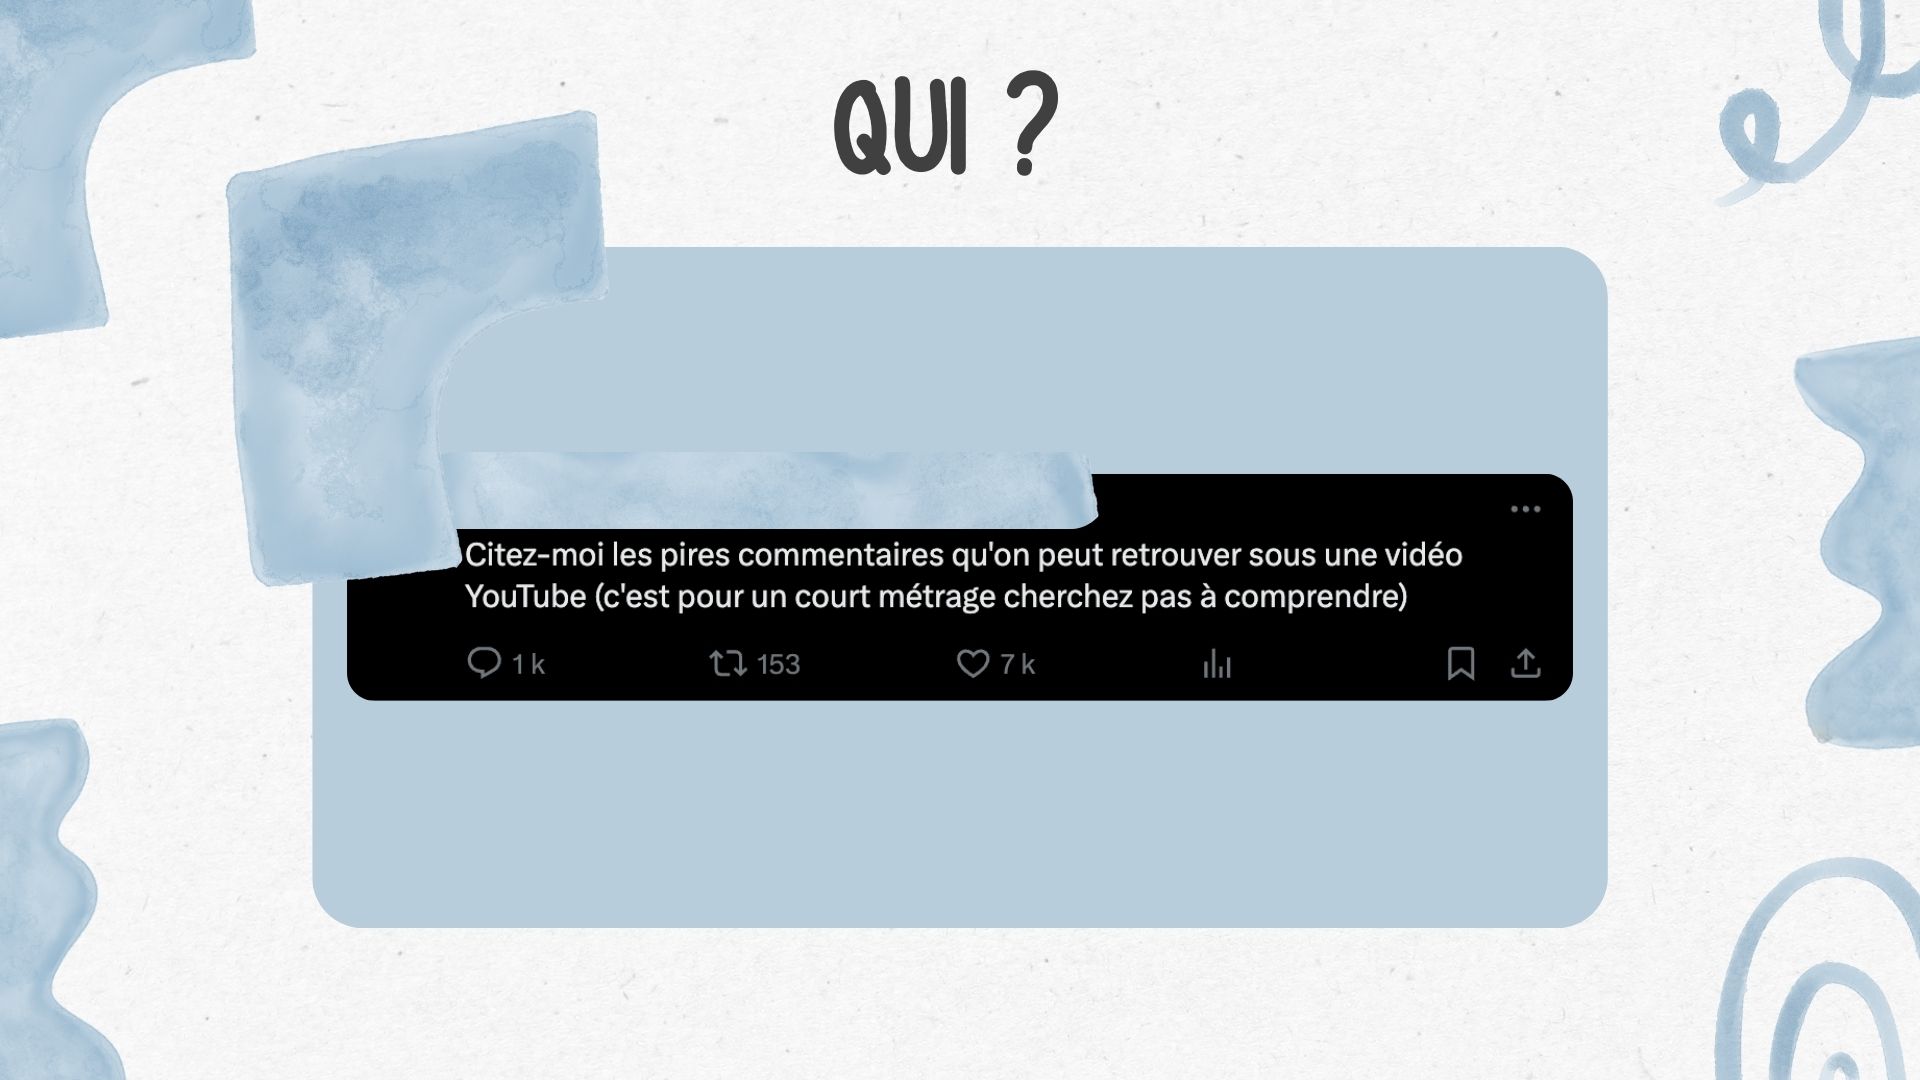 QUI ?
Citez-moi les pires commentaires qu'on peut retrouver sous une vidéo
YouTube (c'est pour un court métrage cherchez pas à comprendre)
1 k 153 7 k